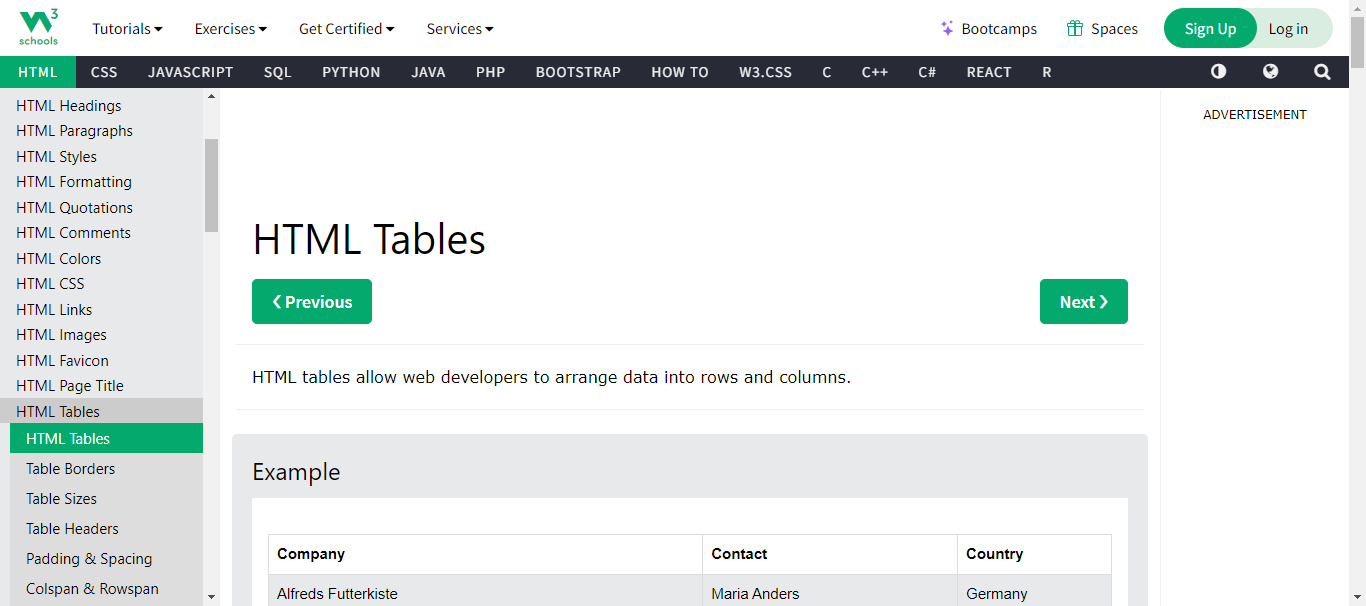 W3 schools
Tutorials Exercises Get Certified Services Bootcamps Spaces Sign Up Log in
HTML CSS JAVASCRIPT SQL PYTHON JAVA PHP BOOTSTRAP HOW TO W3.CSS C C++ C# REACT R
HTML Headings
HTML Paragraphs
HTML Styles
HTML Formatting
HTML Quotations
HTML Comments
HTML Colors
HTML CSS
HTML Links
HTML Images
HTML Favicon
HTML Page Title
HTML Tables
HTML Tables
Table Borders
Table Sizes
Table Headers
Padding & Spacing
Colspan & Rowspan
HTML Tables
❮ Previous Next ❯
HTML tables allow web developers to arrange data into rows and columns.
Example
Company Contact Country
Alfreds Futterkiste Maria Anders Germany
ADVERTISEMENT